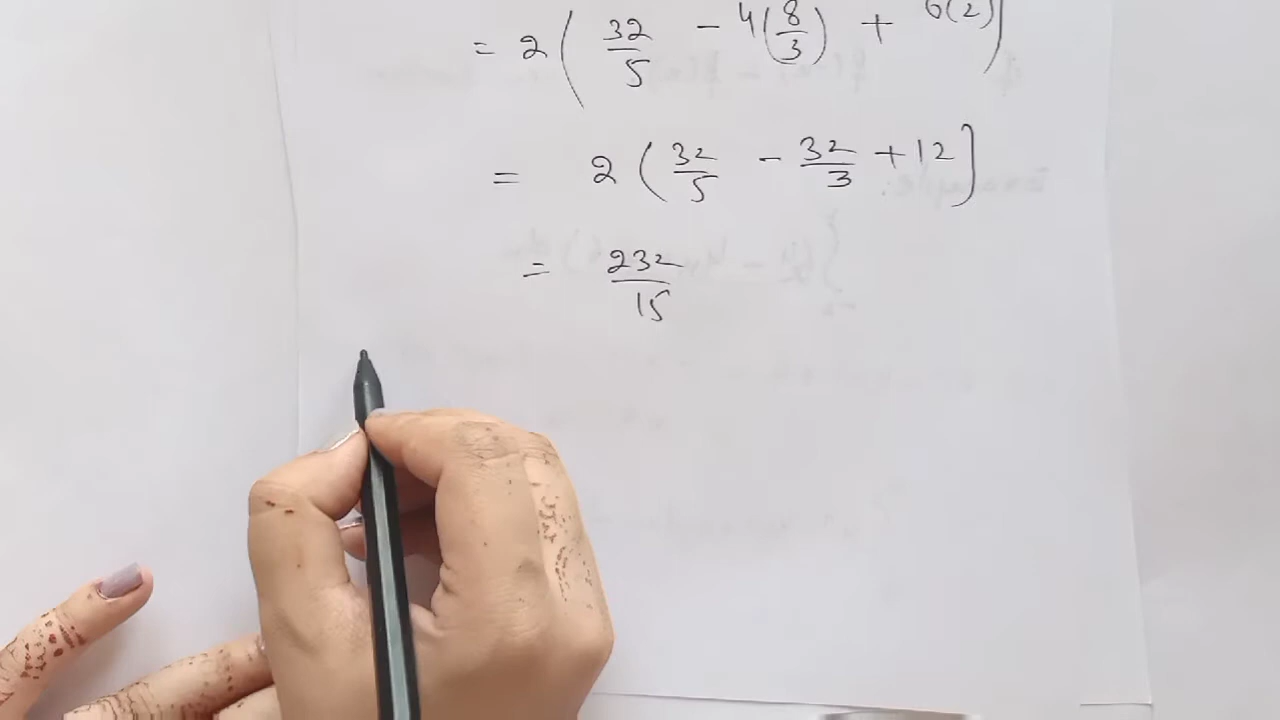 = 2 ( 32/5 - 4(8/3) + 6(2) )
= 2 ( 32/5 - 32/3 + 12 ]
= 232/15